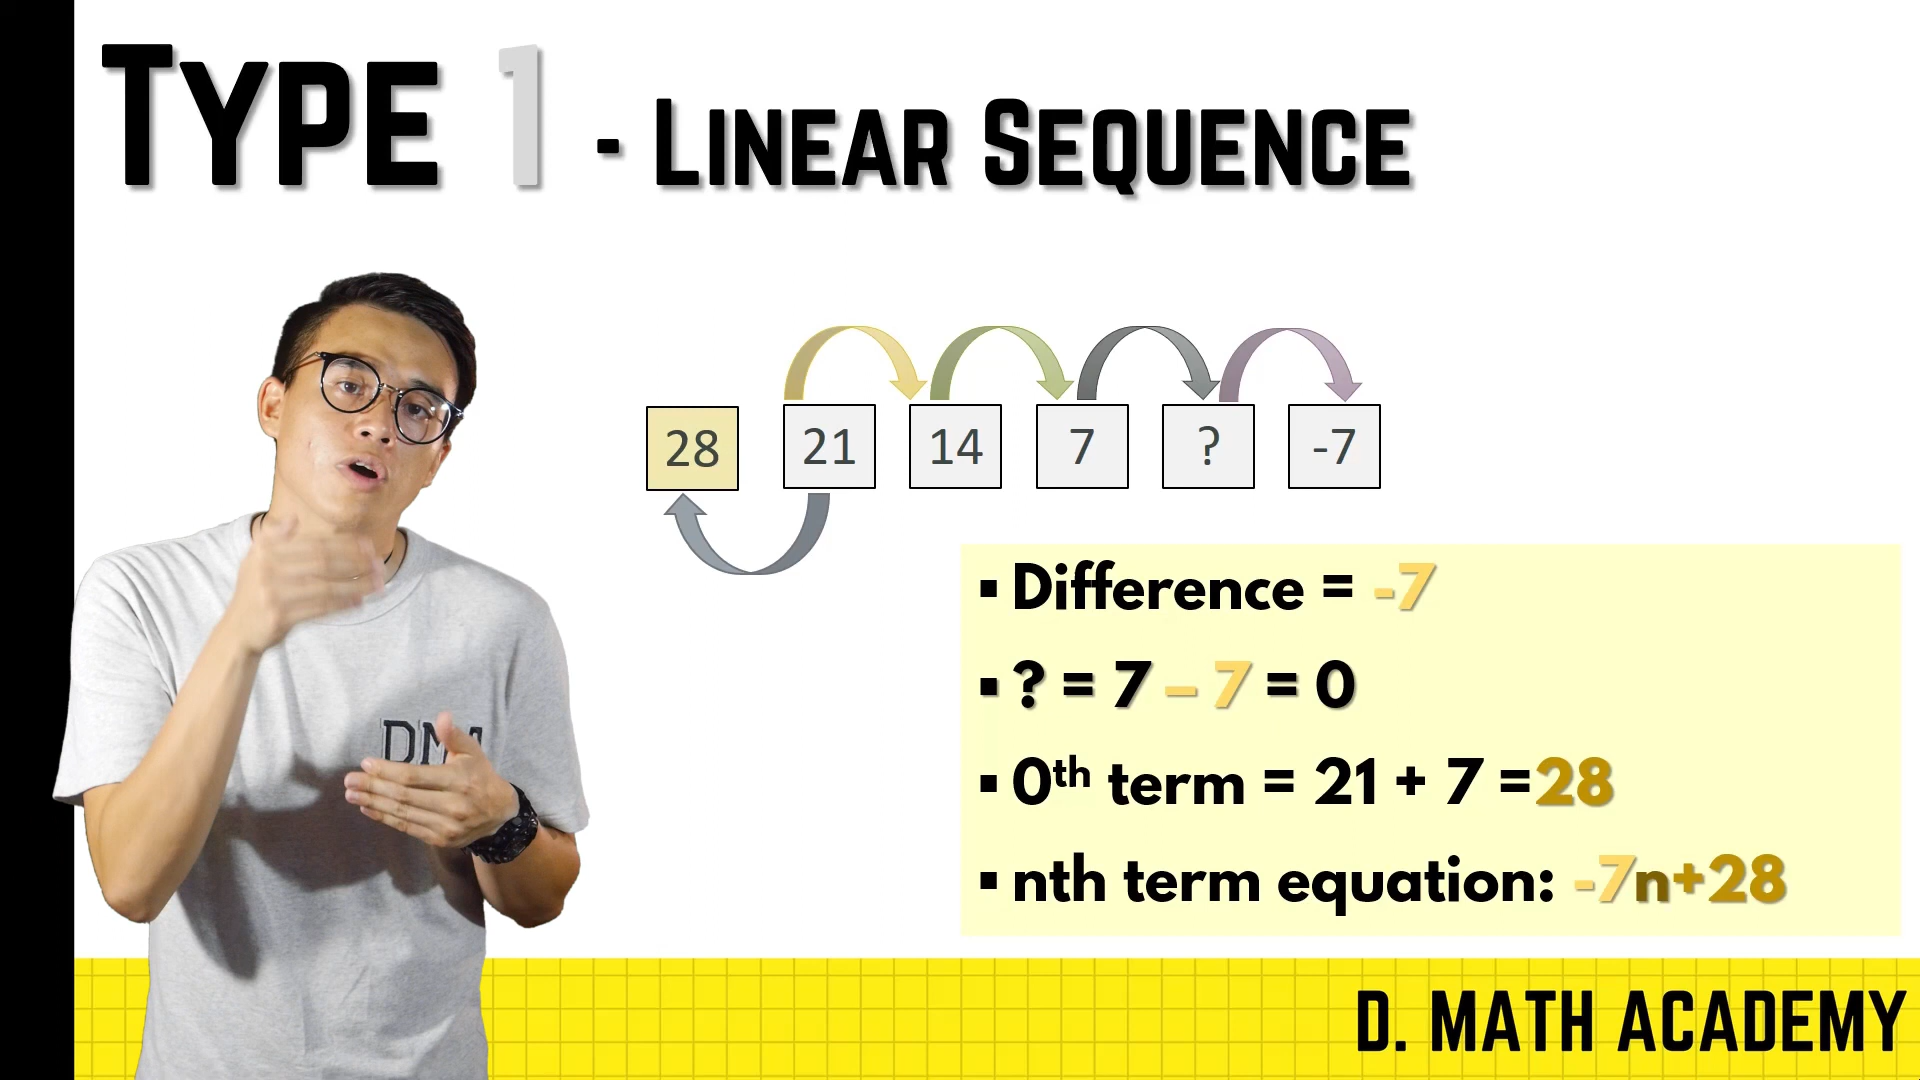 TYPE 1 - LINEAR SEQUENCE
28 21 14 7 ? -7
▪ Difference = -7
▪ ? = 7 – 7 = 0
▪ 0th term = 21 + 7 =28
▪ nth term equation: -7n+28
D. MATH ACADEMY